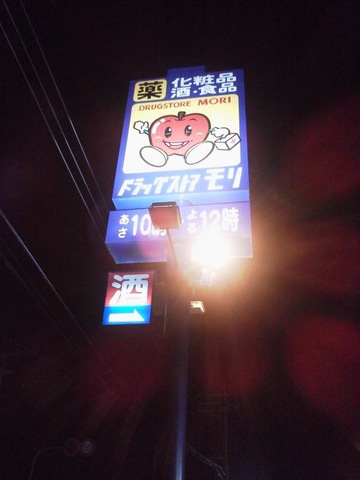 薬 化粧品
酒・食品
DRUGSTORE MORI
ドラッグストア モリ
あさ10時 よる12時
酒